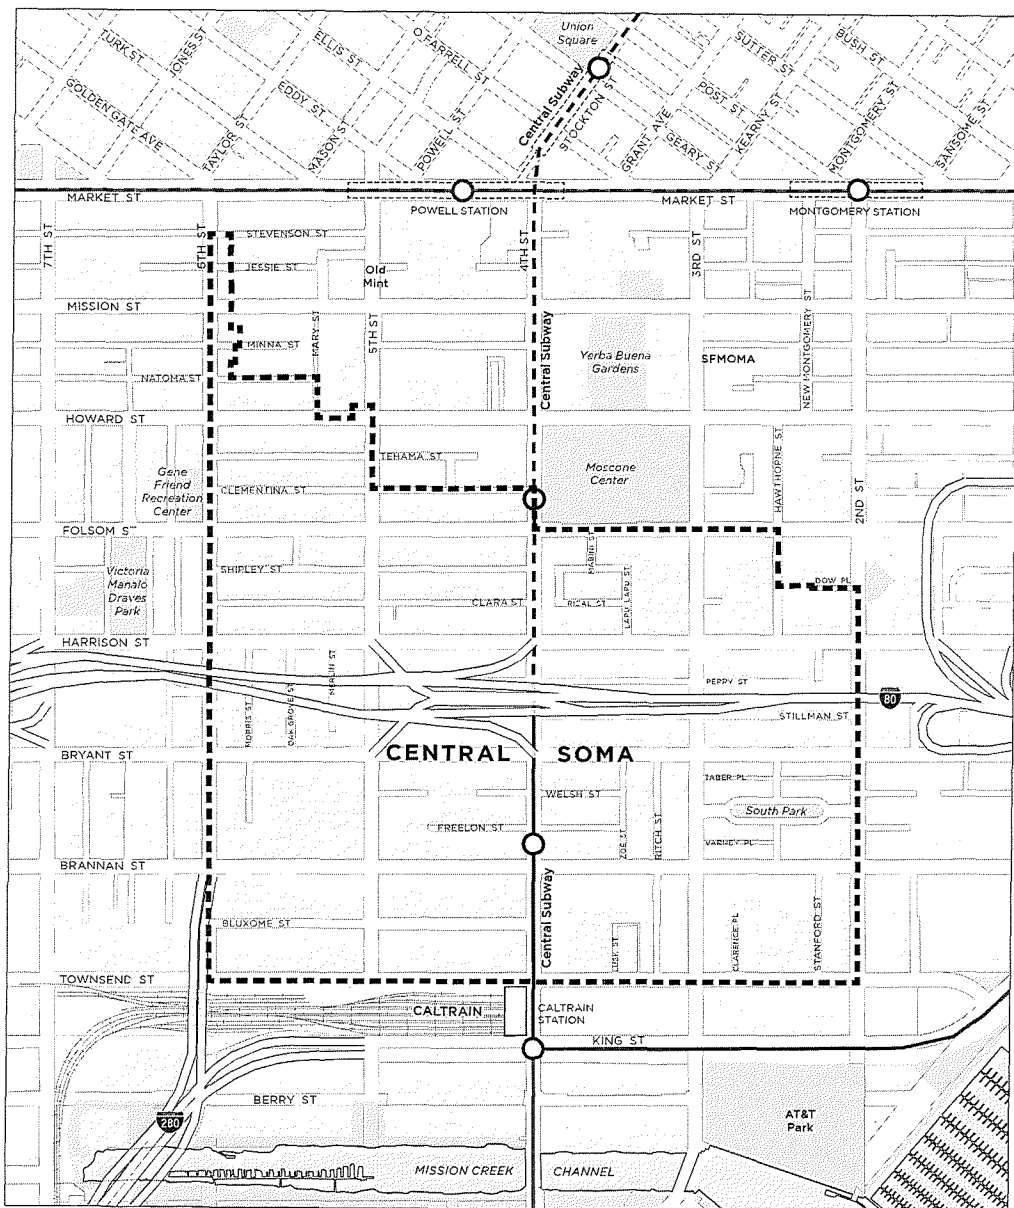 Union
Square
TURK ST
JONES ST
ELLIS ST
O FARRELL ST
SUTTER ST
BUSH ST
GOLDEN GATE AVE
EDDY ST
Central Subway
STOCKTON ST
POST ST
TAYLOR ST
MASON ST
POWELL ST
GRANT AVE
GEARY ST
KEARNY ST
MONTGOMERY ST
SANSOME ST
MARKET ST
POWELL STATION
MARKET ST
MONTGOMERY STATION
7TH ST
6TH ST
STEVENSON ST
4TH ST
3RD ST
JESSIE ST
Old
Mint
MISSION ST
MINNA ST
MARY ST
5TH ST
Central Subway
Yerba Buena
Gardens
SFMOMA
NEW MONTGOMERY ST
NATOMA ST
HOWARD ST
TEHAMA ST
Gene
Friend
Recreation
Center
CLEMENTINA ST
Moscone
Center
HAWTHORNE ST
2ND ST
FOLSOM ST
Victoria
Manalo
Draves
Park
SHIPLEY ST
MABINI ST
CLARA ST
RIZAL ST
LAPU LAPU ST
DOW PL
HARRISON ST
MERLIN ST
MORRIS ST
OAK GROVE ST
PERRY ST
80
STILLMAN ST
BRYANT ST
CENTRAL SOMA
TABER PL
WELSH ST
South Park
FREELON ST
ZOE ST
RITCH ST
VARNEY PL
BRANNAN ST
Central Subway
BLUXOME ST
LUSK ST
CLARENCE PL
STANFORD ST
TOWNSEND ST
CALTRAIN
CALTRAIN
STATION
KING ST
BERRY ST
280
AT&T
Park
MISSION CREEK CHANNEL